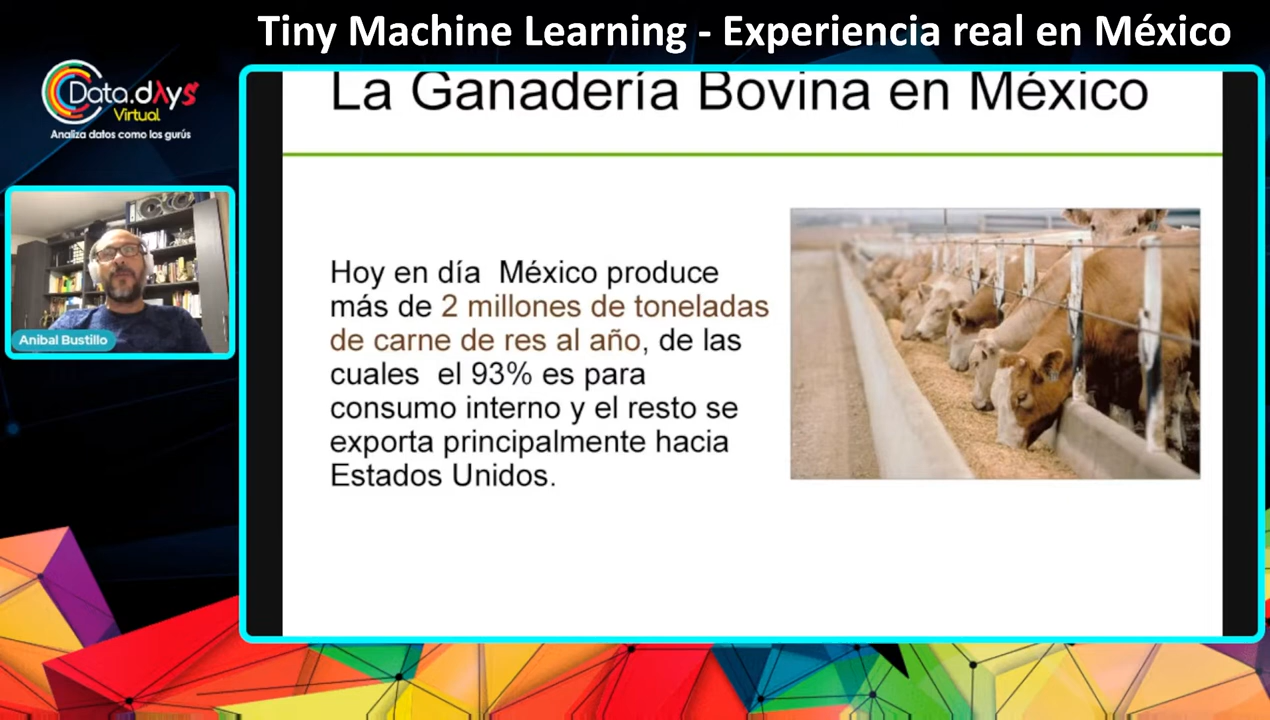 Tiny Machine Learning - Experiencia real en México
Data.dAys
Virtual
Analiza datos como los gurús
Anibal Bustillo
La Ganadería Bovina en México
Hoy en día México produce
más de 2 millones de toneladas
de carne de res al año, de las
cuales el 93% es para
consumo interno y el resto se
exporta principalmente hacia
Estados Unidos.